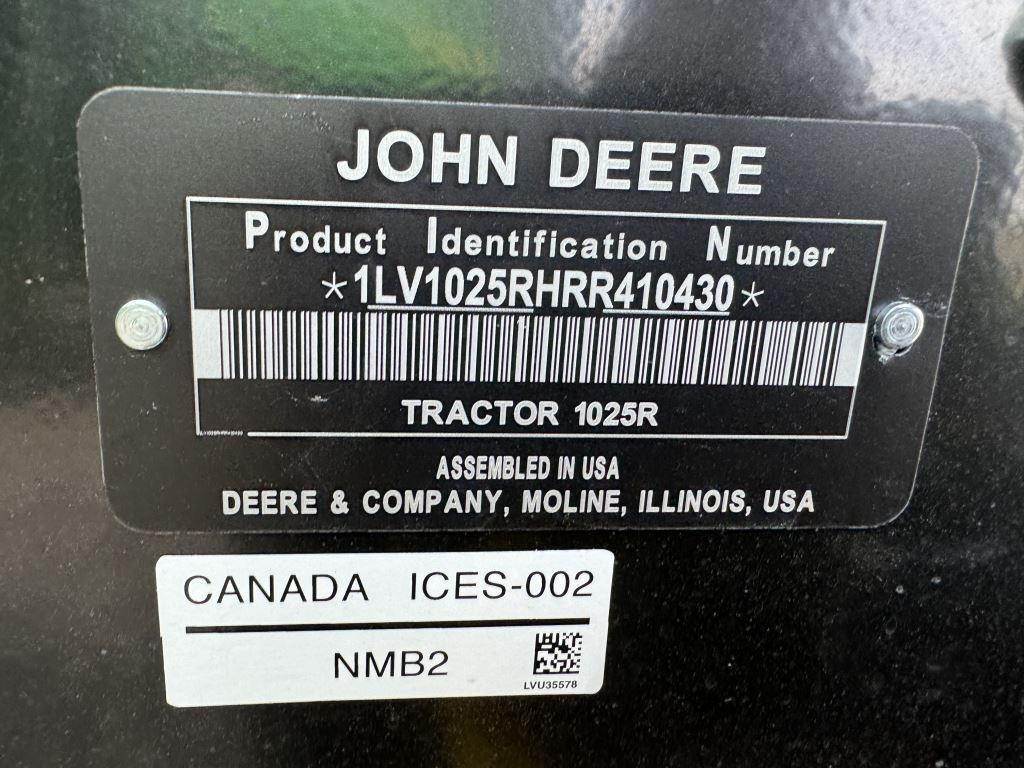 JOHN DEERE
Product Identification Number
*1LV1025RHRR410430*
TRACTOR 1025R
ASSEMBLED IN USA
DEERE & COMPANY, MOLINE, ILLINOIS, USA
CANADA ICES-002
NMB2
LVU35578